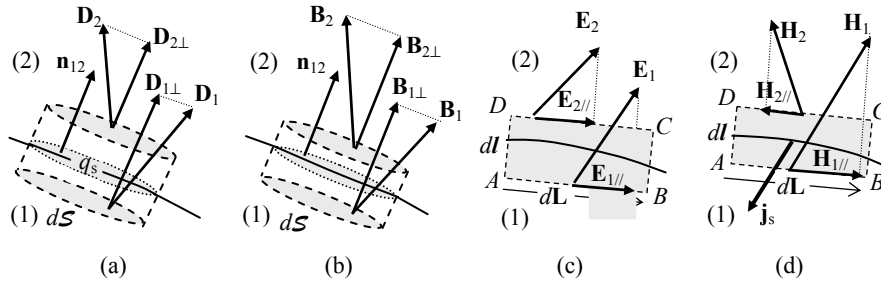 D₂
D₂⊥
(2)
n₁₂
D₁⊥
D₁
qₛ
(1)
dS
(a)
B₂
B₂⊥
(2)
n₁₂
B₁⊥
B₁
(1)
dS
(b)
E₂
(2)
E₁
D
E₂//
C
dl
A
E₁//
dL
B
(1)
(c)
H₂
H₁
(2)
D
H₂//
C
dl
A
H₁//
dL
B
(1)
jₛ
(d)